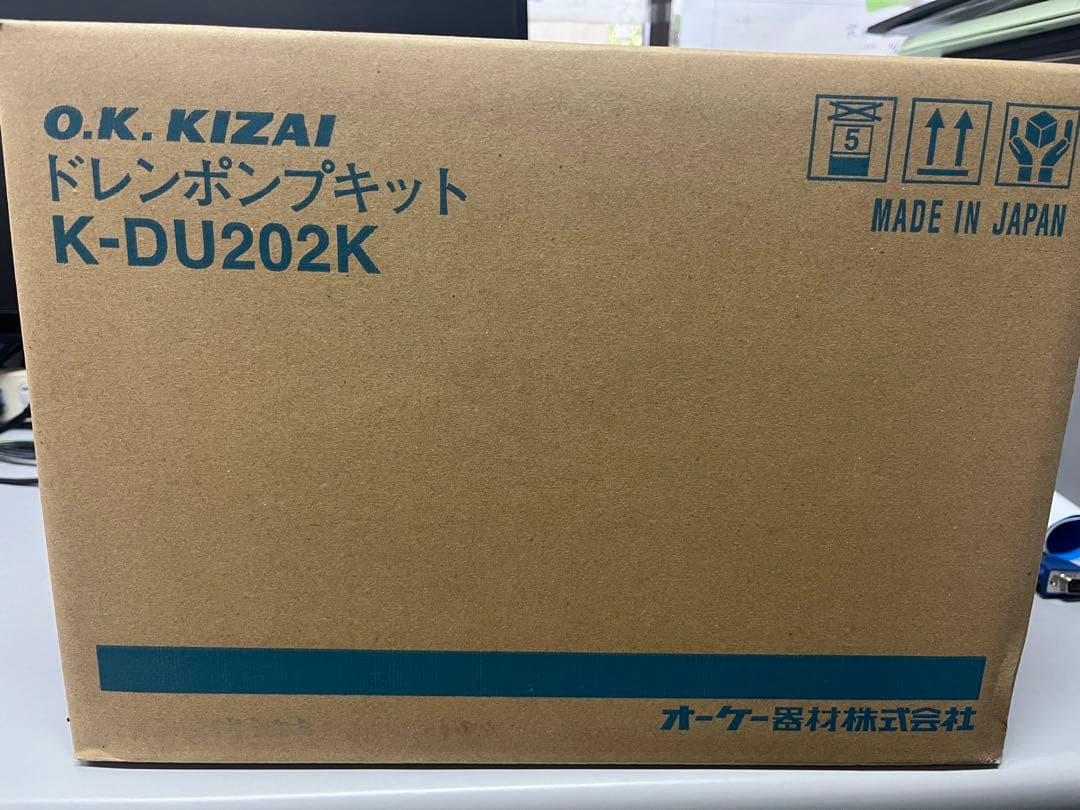 O.K. KIZAI
ドレンポンプキット
K-DU202K
5
MADE IN JAPAN
オーケー器材株式会社